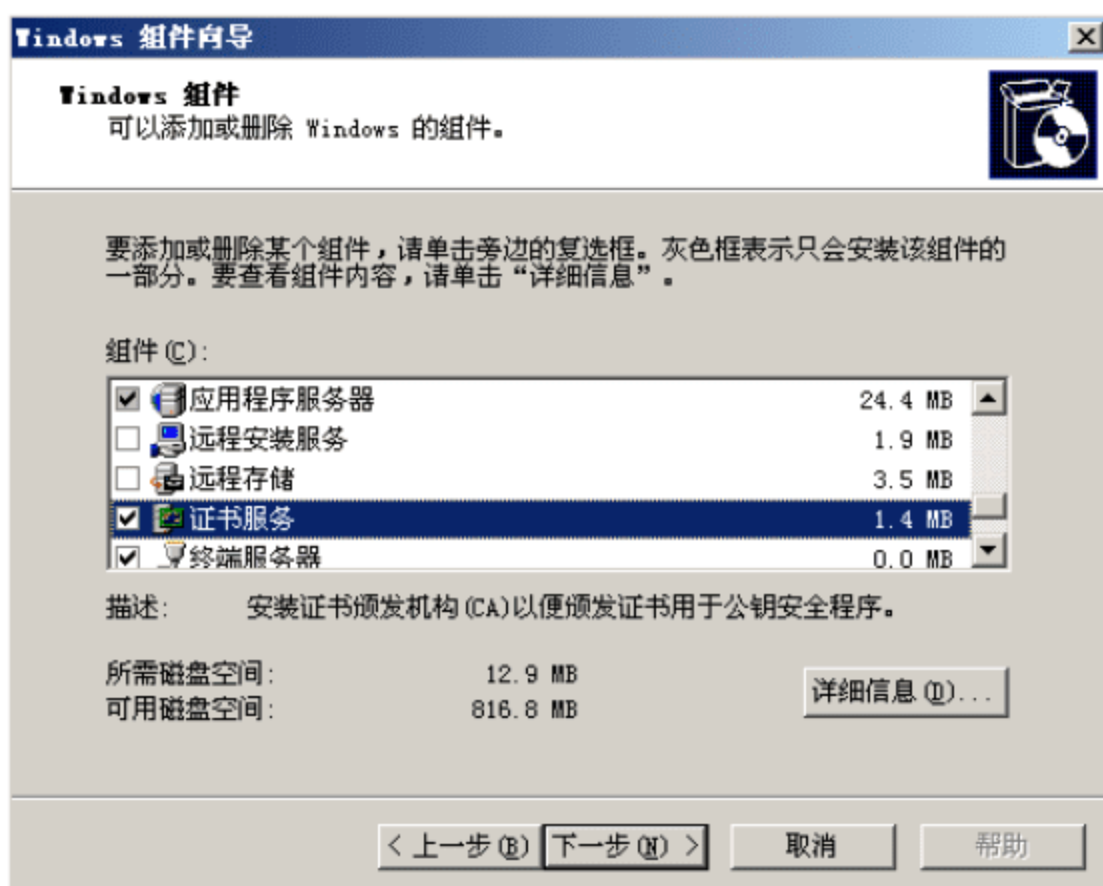 Windows 组件向导
Windows 组件
可以添加或删除 Windows 的组件。
要添加或删除某个组件，请单击旁边的复选框。灰色框表示只会安装该组件的
一部分。要查看组件内容，请单击“详细信息”。
组件(C):
应用程序服务器 24.4 MB
远程安装服务 1.9 MB
远程存储 3.5 MB
证书服务 1.4 MB
终端服务器 0.0 MB
描述: 安装证书颁发机构(CA)以便颁发证书用于公钥安全程序。
所需磁盘空间: 12.9 MB
可用磁盘空间: 816.8 MB
详细信息(D)...
< 上一步(B) 下一步(N) > 取消 帮助